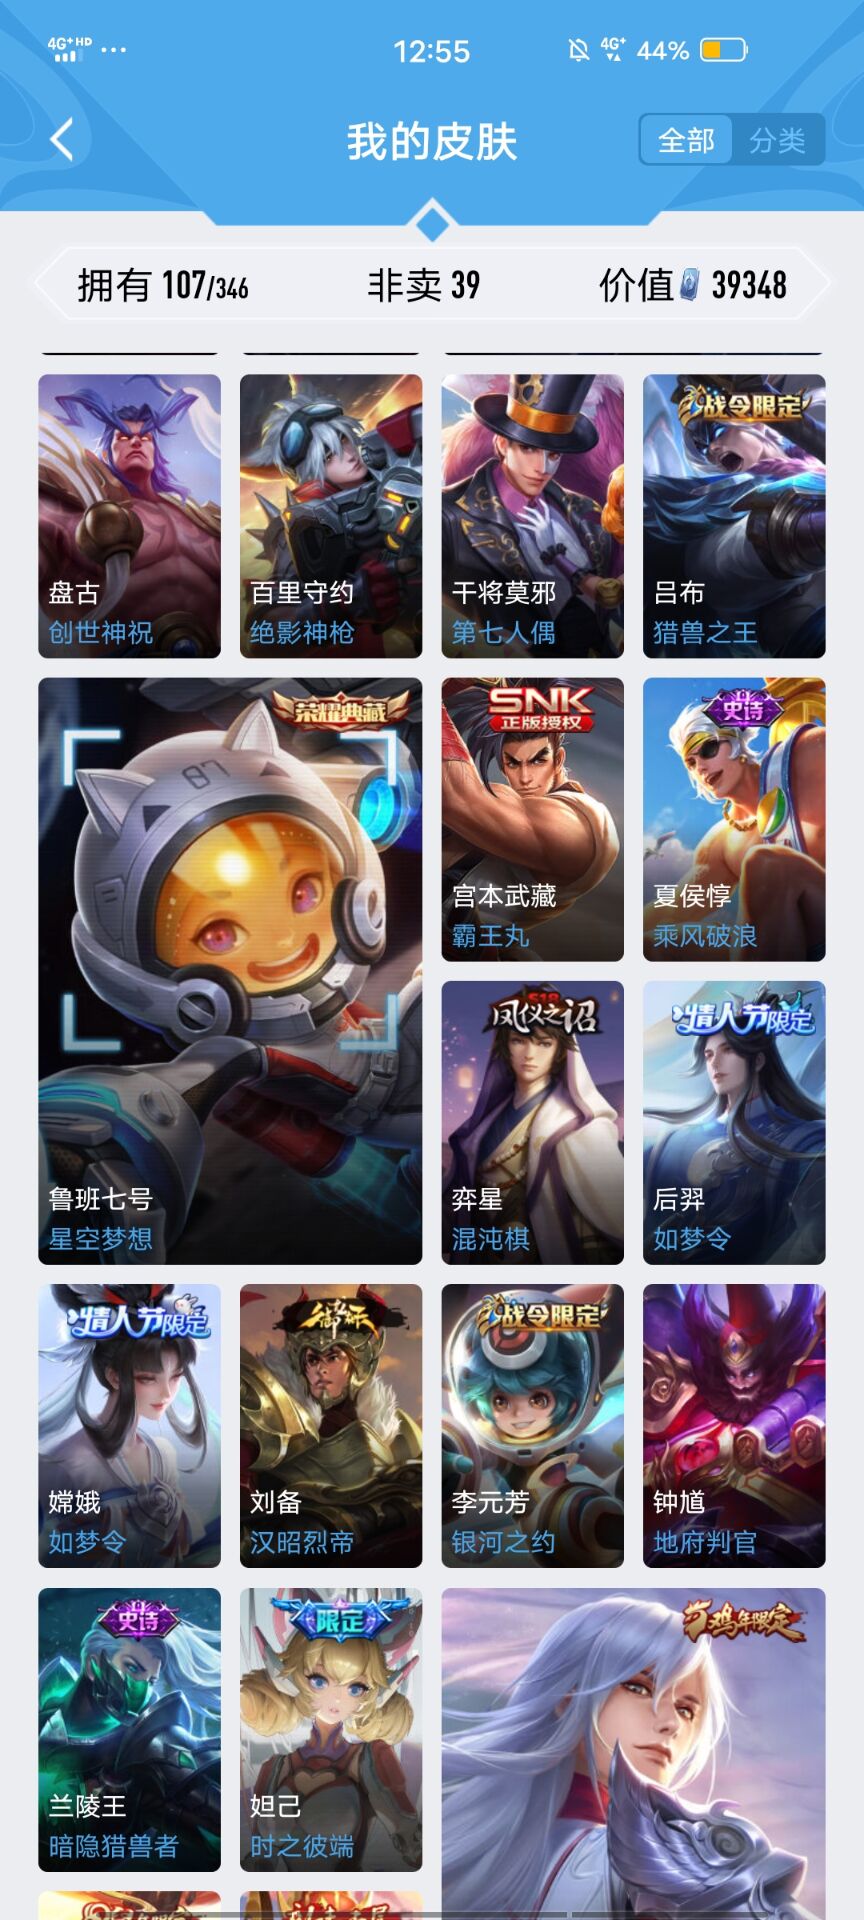 4G+ HD
12:55
4G+ 44%
我的皮肤
全部 分类
拥有 107/346
非卖 39
价值 39348
盘古
创世神祝
百里守约
绝影神枪
干将莫邪
第七人偶
战令限定
吕布
猎兽之王
荣耀典藏
87
鲁班七号
星空梦想
SNK
正版授权
宫本武藏
霸王丸
史诗
夏侯惇
乘风破浪
S18
凤仪之诏
弈星
混沌棋
情人节限定
后羿
如梦令
情人节限定
嫦娥
如梦令
刘备
汉昭烈帝
战令限定
李元芳
银河之约
钟馗
地府判官
史诗
兰陵王
暗隐猎兽者
限定
妲己
时之彼端
鸡年限定